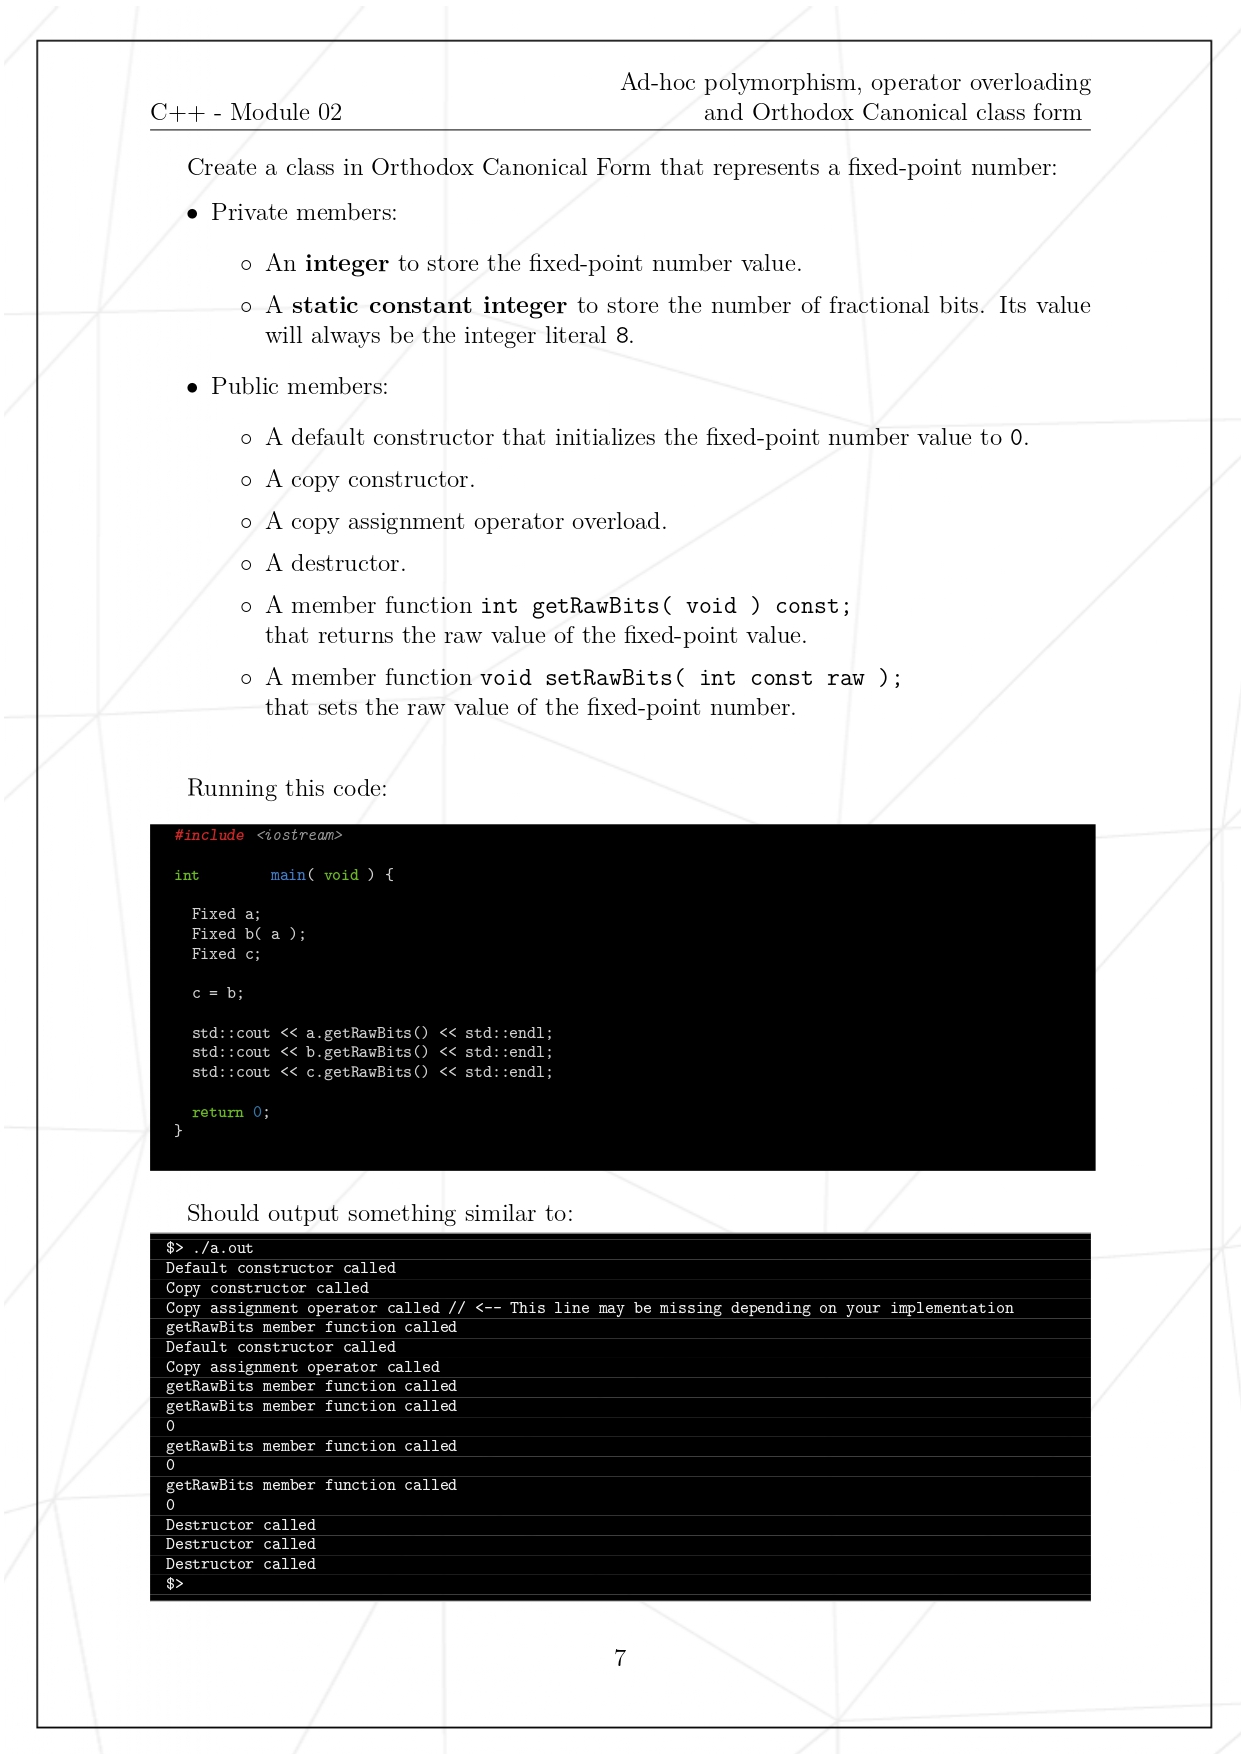 Ad-hoc polymorphism, operator overloading
C++ - Module 02 and Orthodox Canonical class form
Create a class in Orthodox Canonical Form that represents a fixed-point number:
• Private members:
◦ An integer to store the fixed-point number value.
◦ A static constant integer to store the number of fractional bits. Its value
will always be the integer literal 8.
• Public members:
◦ A default constructor that initializes the fixed-point number value to 0.
◦ A copy constructor.
◦ A copy assignment operator overload.
◦ A destructor.
◦ A member function int getRawBits( void ) const;
that returns the raw value of the fixed-point value.
◦ A member function void setRawBits( int const raw );
that sets the raw value of the fixed-point number.
Running this code:
#include <iostream>
int main( void ) {
Fixed a;
Fixed b( a );
Fixed c;
c = b;
std::cout << a.getRawBits() << std::endl;
std::cout << b.getRawBits() << std::endl;
std::cout << c.getRawBits() << std::endl;
return 0;
}
Should output something similar to:
$> ./a.out
Default constructor called
Copy constructor called
Copy assignment operator called // <-- This line may be missing depending on your implementation
getRawBits member function called
Default constructor called
Copy assignment operator called
getRawBits member function called
getRawBits member function called
0
getRawBits member function called
0
getRawBits member function called
0
Destructor called
Destructor called
Destructor called
$>
7